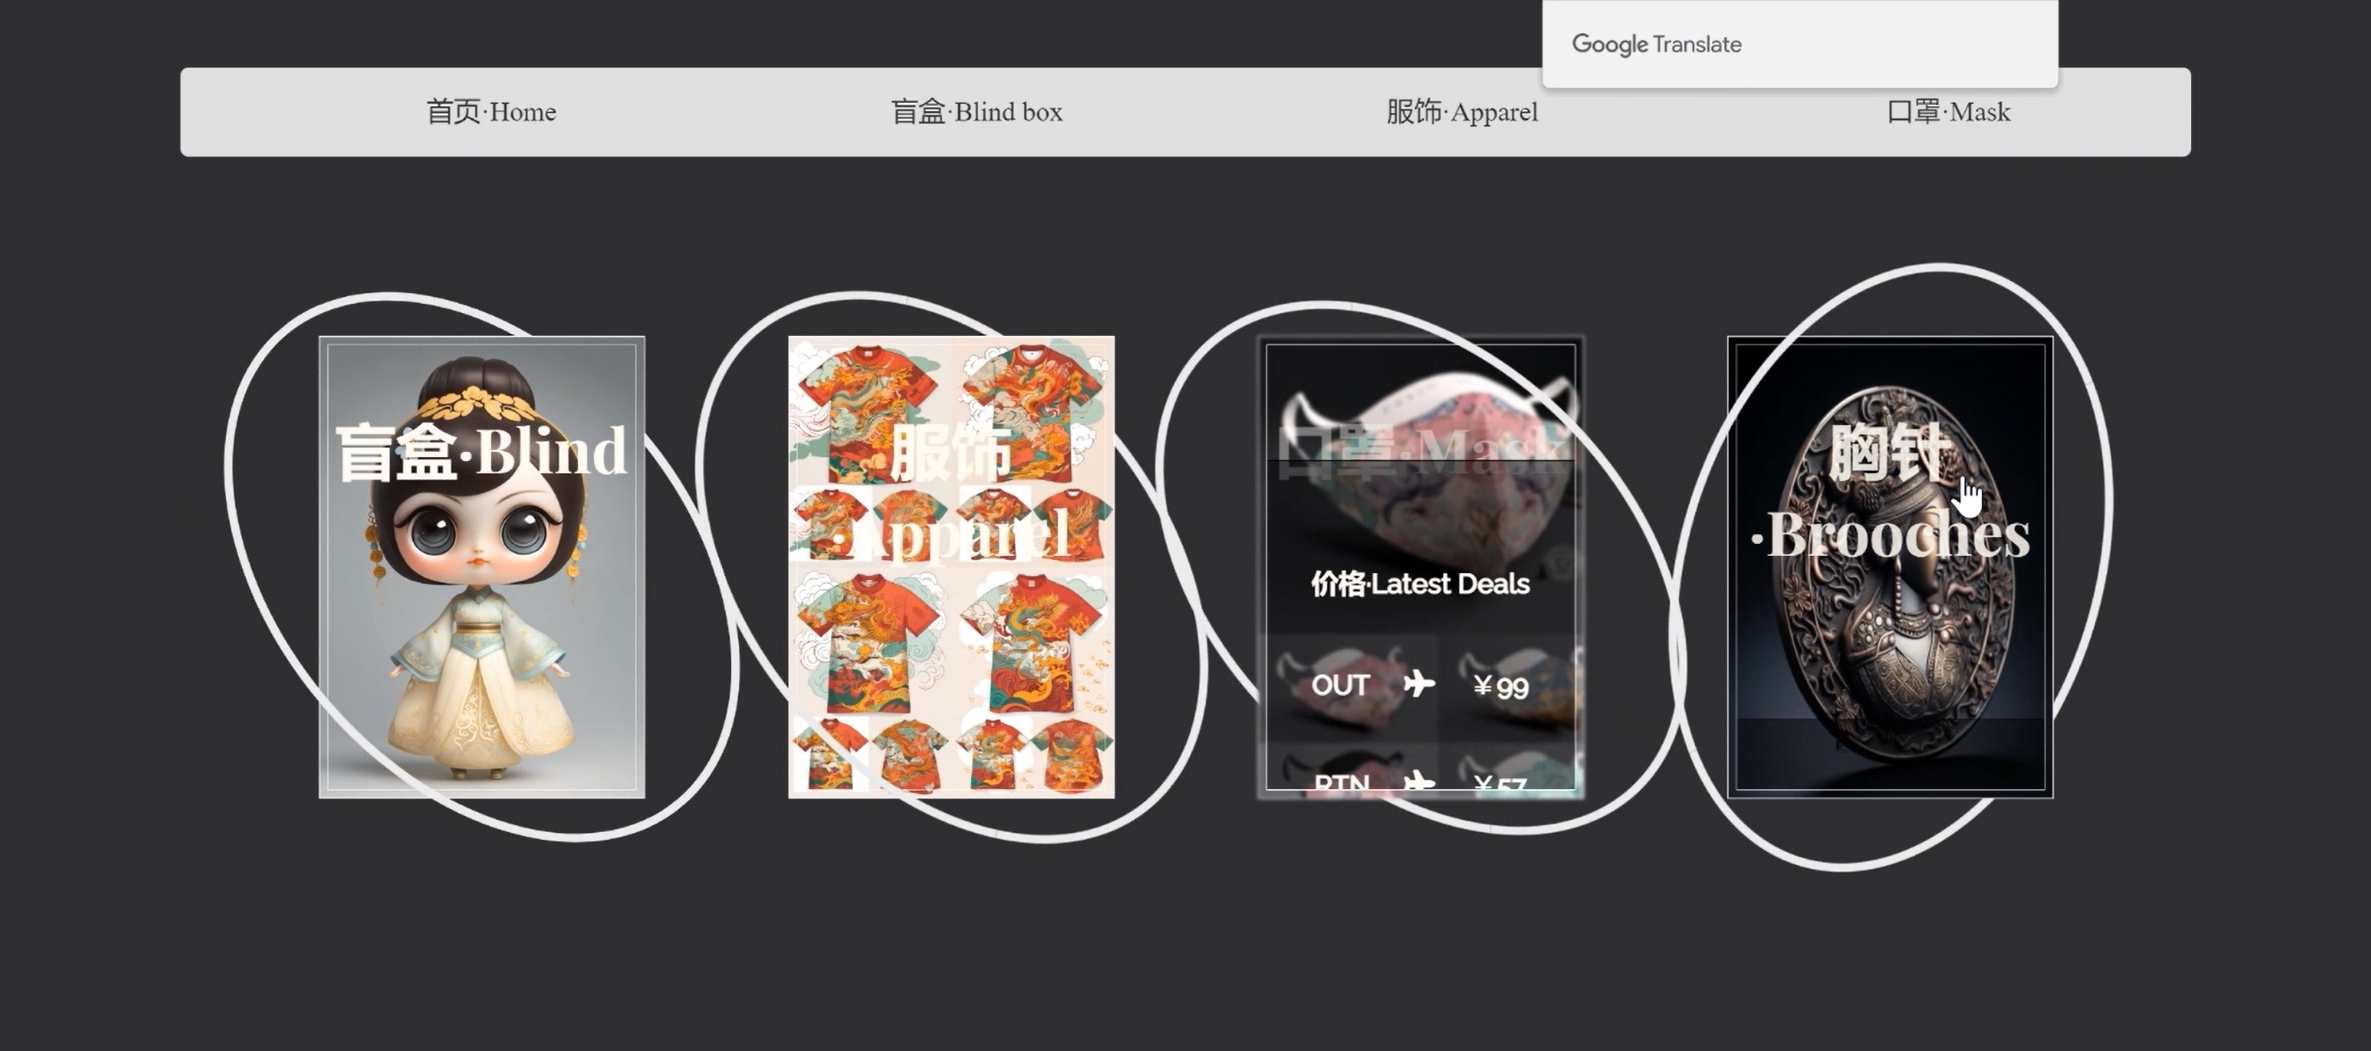 Google Translate
首页·Home
盲盒·Blind box
服饰·Apparel
口罩·Mask
盲盒·Blind
服饰
·Apparel
口罩·Mask
价格·Latest Deals
OUT ¥99
RTN ¥57
胸针
·Brooches